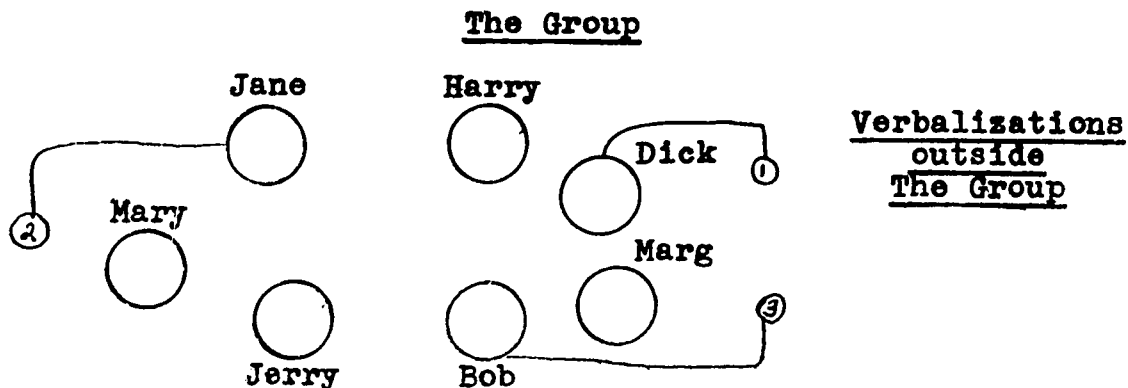 The Group
Jane
Harry
Verbalizations
outside
The Group
Dick
1
Mary
2
Marg
3
Jerry
Bob